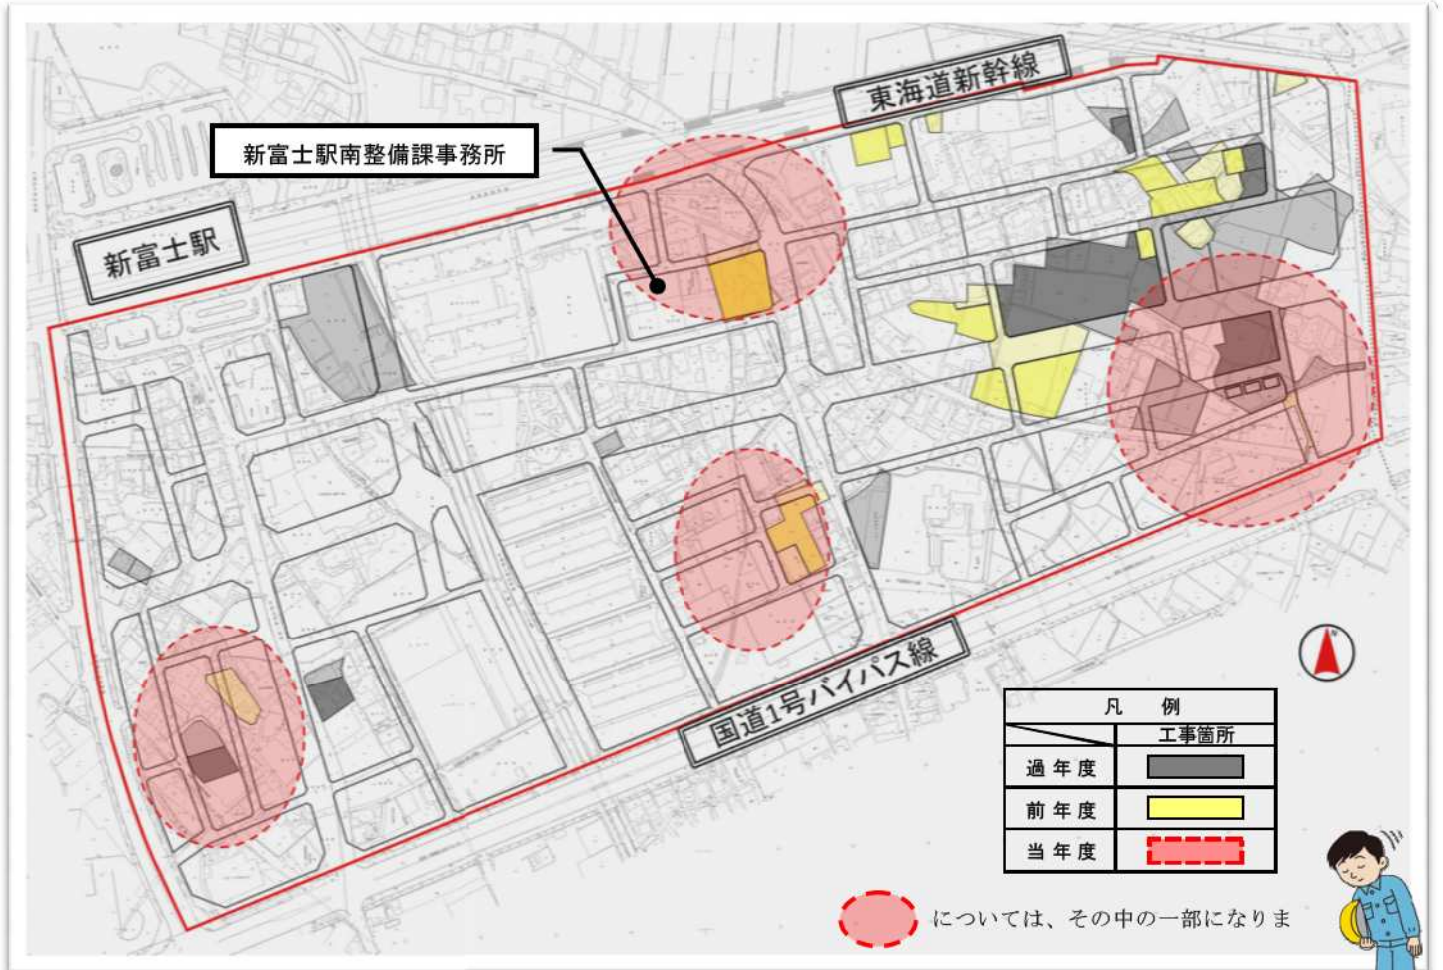 東海道新幹線
新富士駅南整備課事務所
新富士駅
国道1号バイパス線
凡 例
工事箇所
過 年 度
前 年 度
当 年 度
については、その中の一部になりま